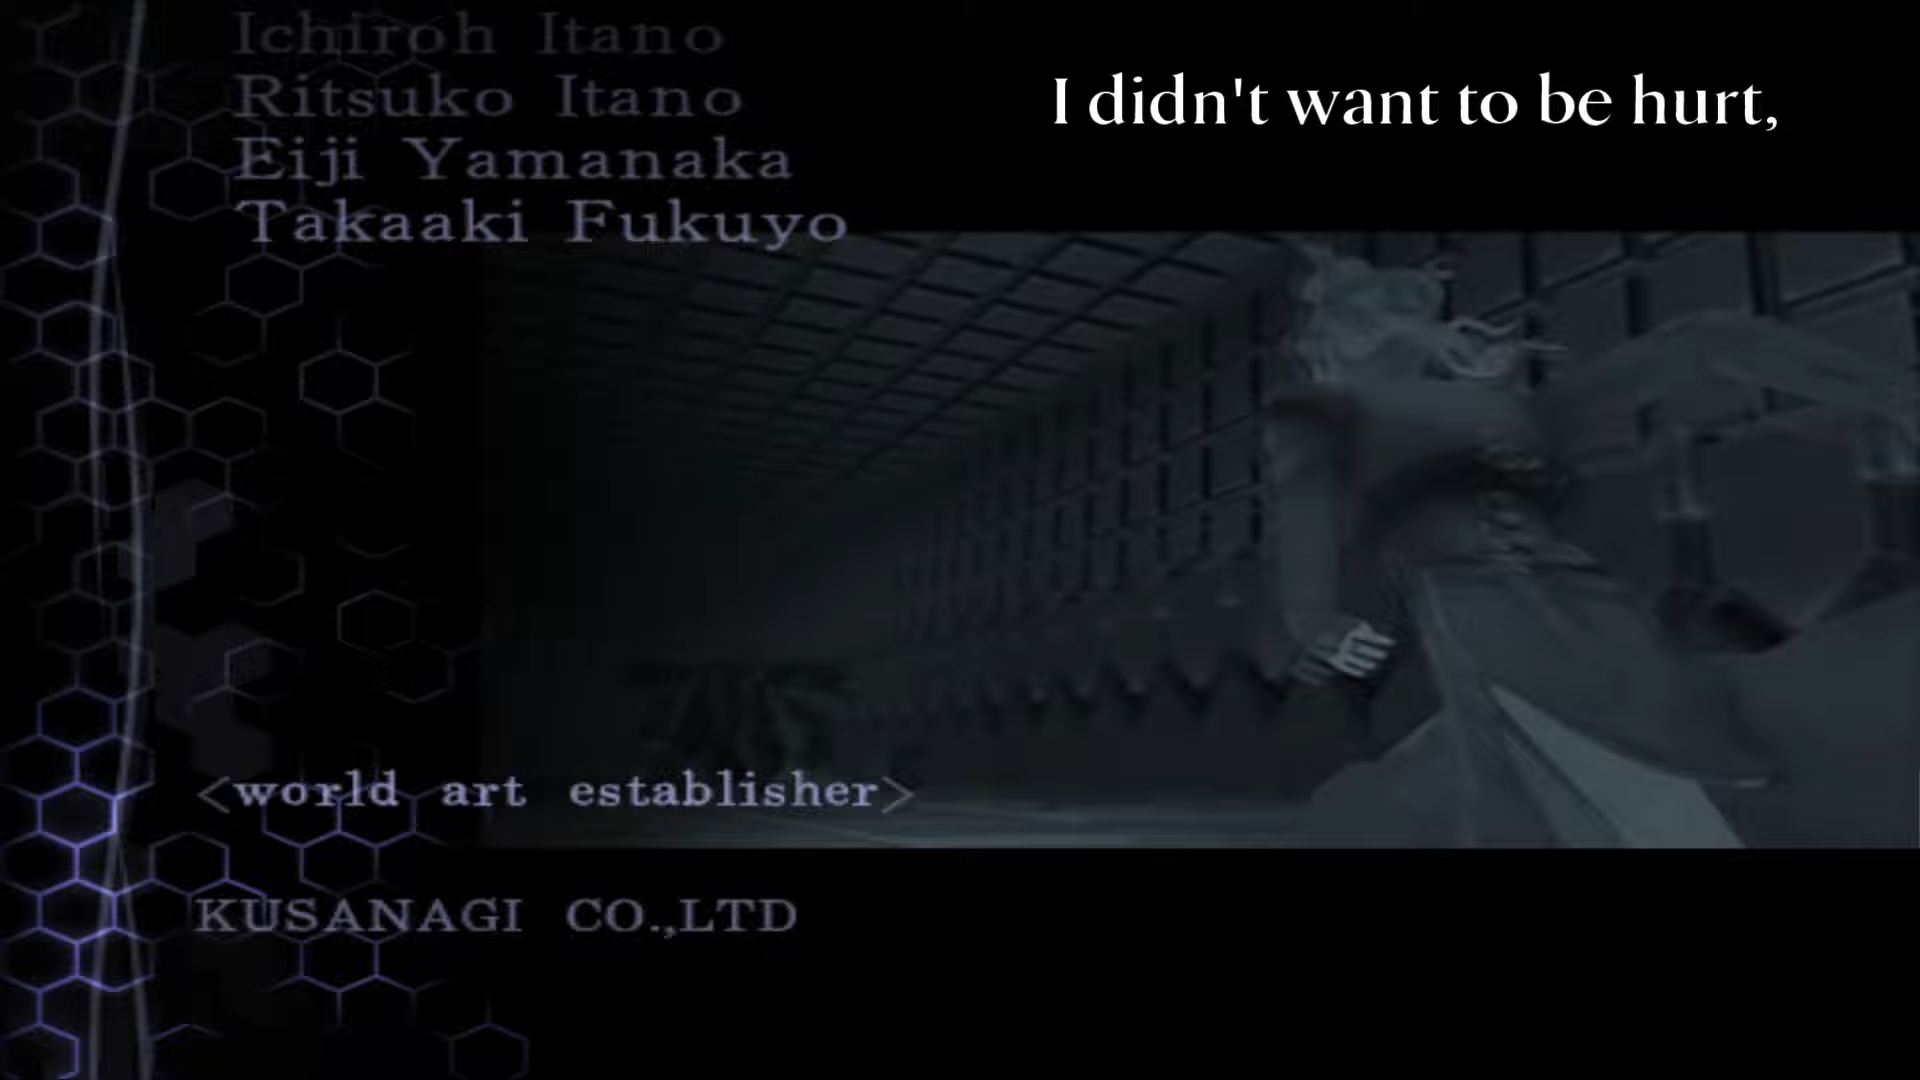 Ichiroh Itano
Ritsuko Itano
Eiji Yamanaka
Takaaki Fukuyo
I didn't want to be hurt,
<world art establisher>
KUSANAGI CO.,LTD